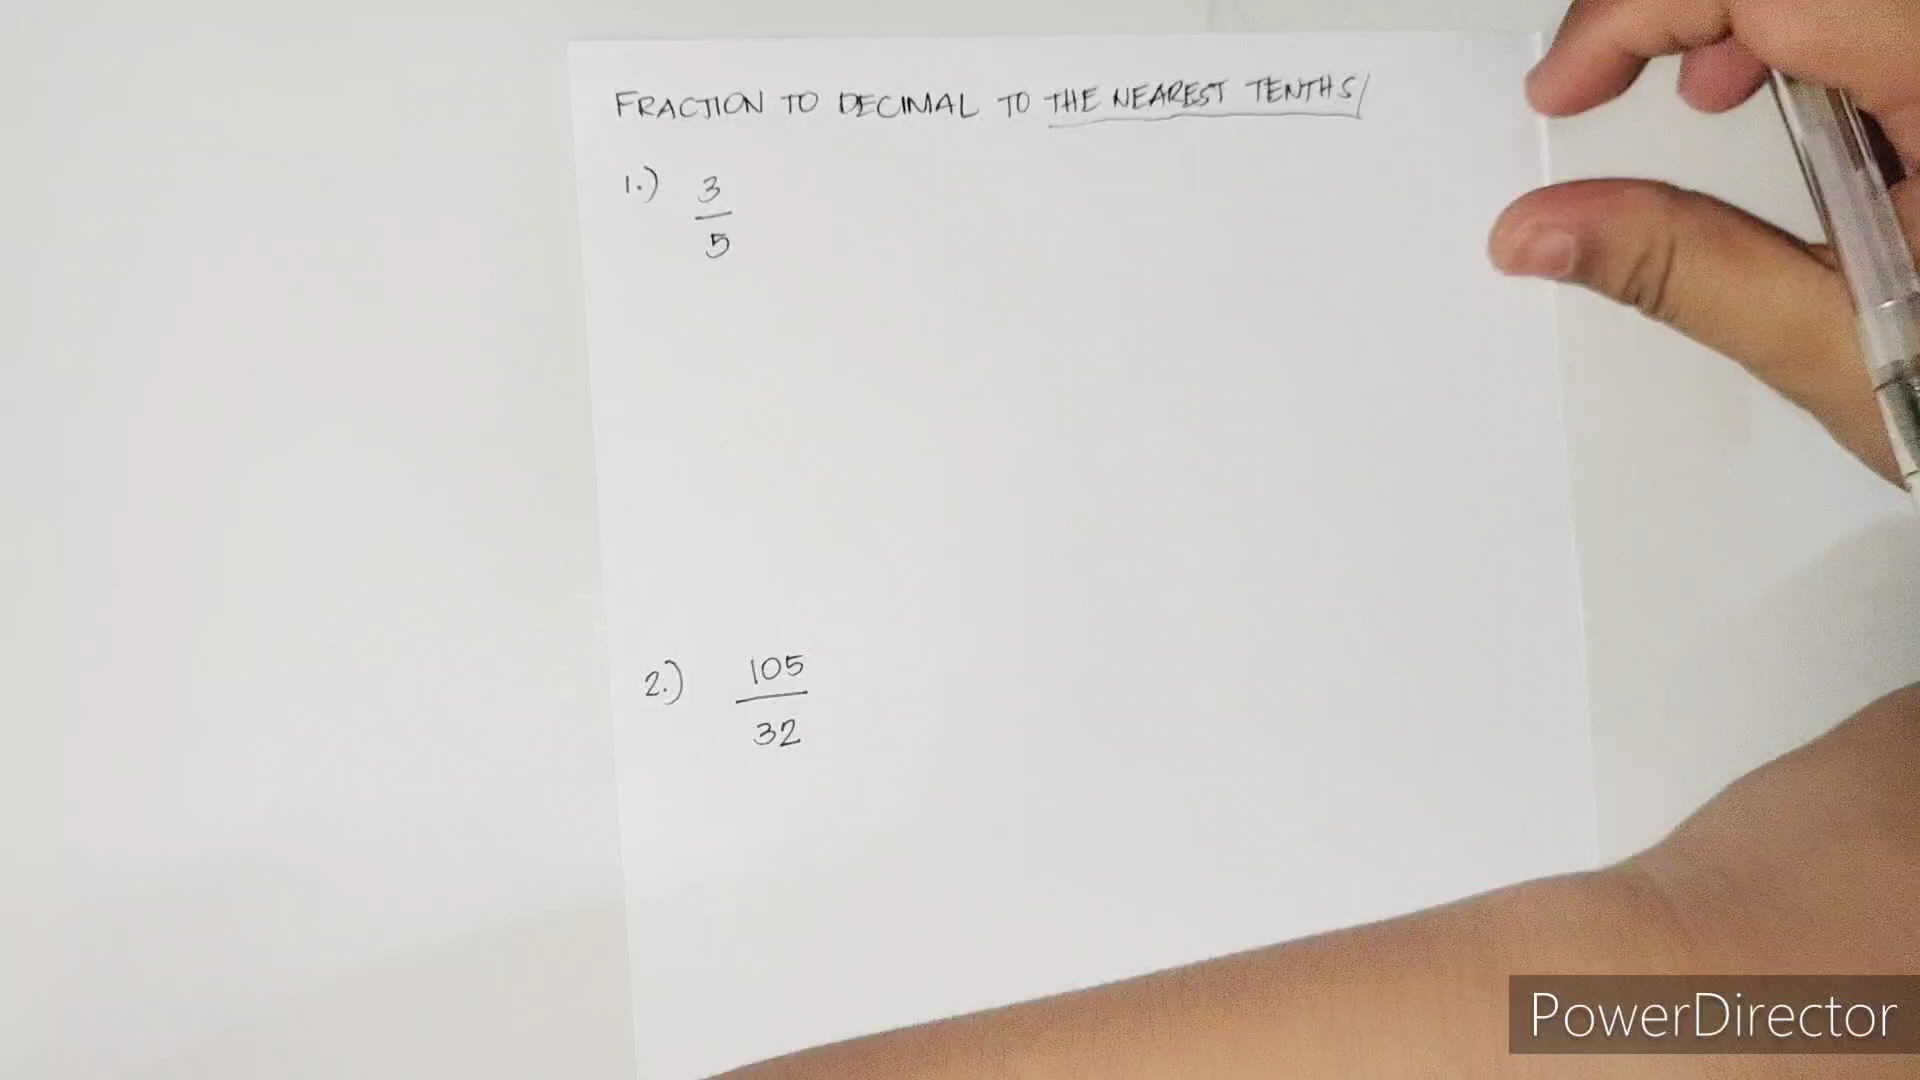 FRACTION TO DECIMAL TO THE NEAREST TENTHS
1.) 3
5
2.) 105
32
PowerDirector